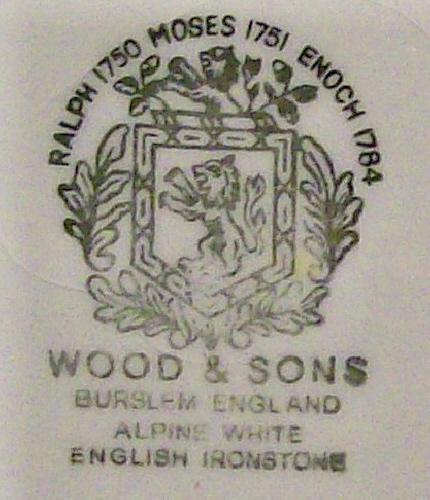 RALPH 1750 MOSES 1751 ENOCH 1784
WOOD & SONS
BURSLEM ENGLAND
ALPINE WHITE
ENGLISH IRONSTONE